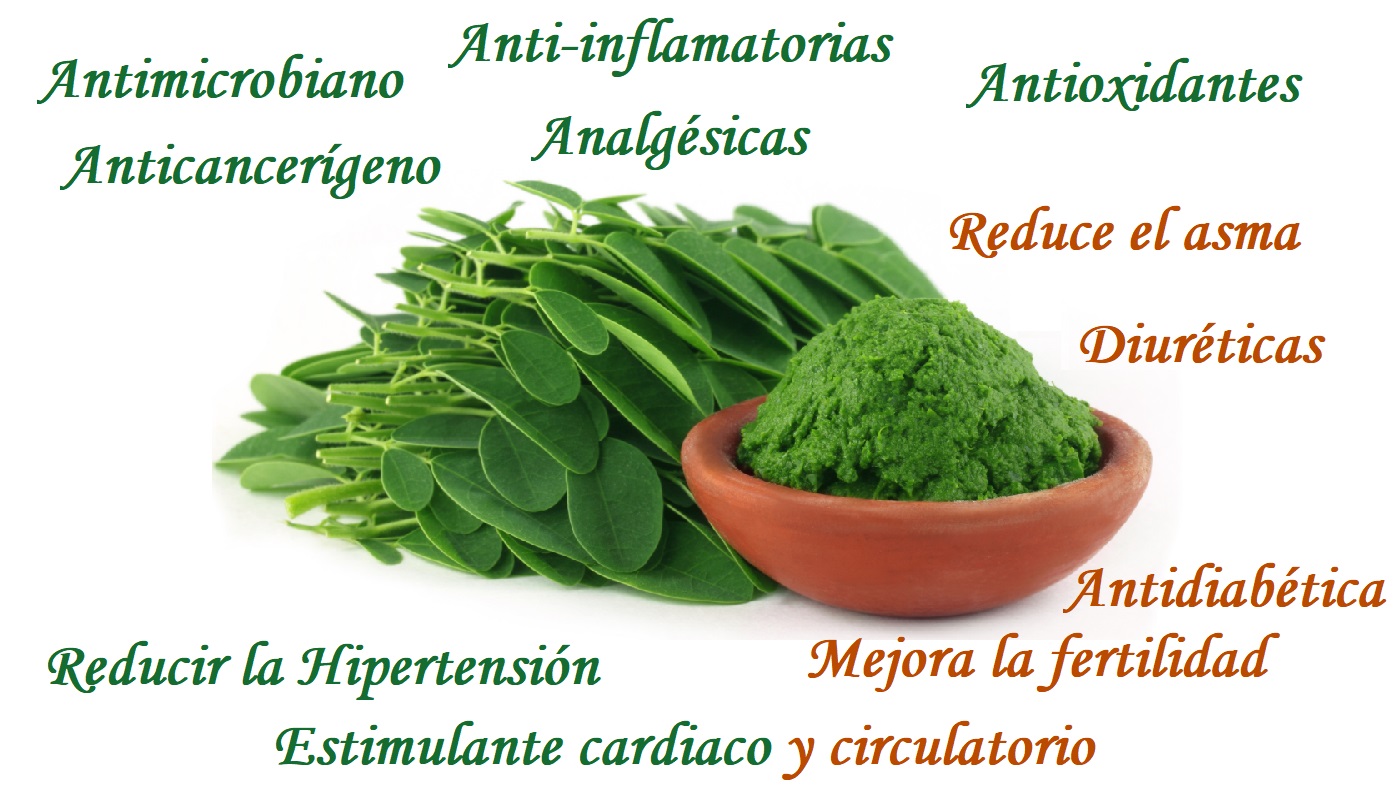 Anti-inflamatorias
Antimicrobiano
Antioxidantes
Analgésicas
Anticancerígeno
Reduce el asma
Diuréticas
Antidiabética
Reducir la Hipertensión
Mejora la fertilidad
Estimulante cardiaco y circulatorio